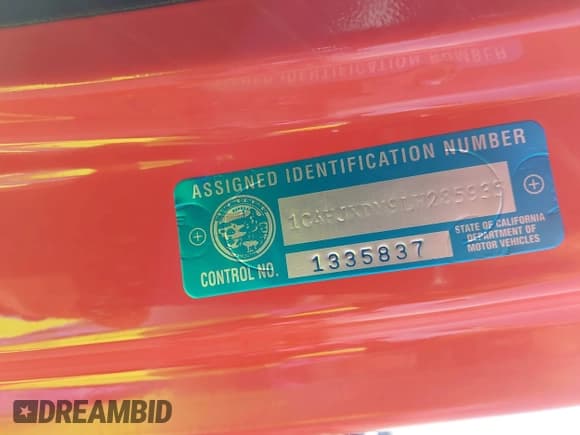 ASSIGNED IDENTIFICATION NUMBER
CONTROL NO.
1335837
STATE OF CALIFORNIA
DEPARTMENT OF
MOTOR VEHICLES
DREAMBID